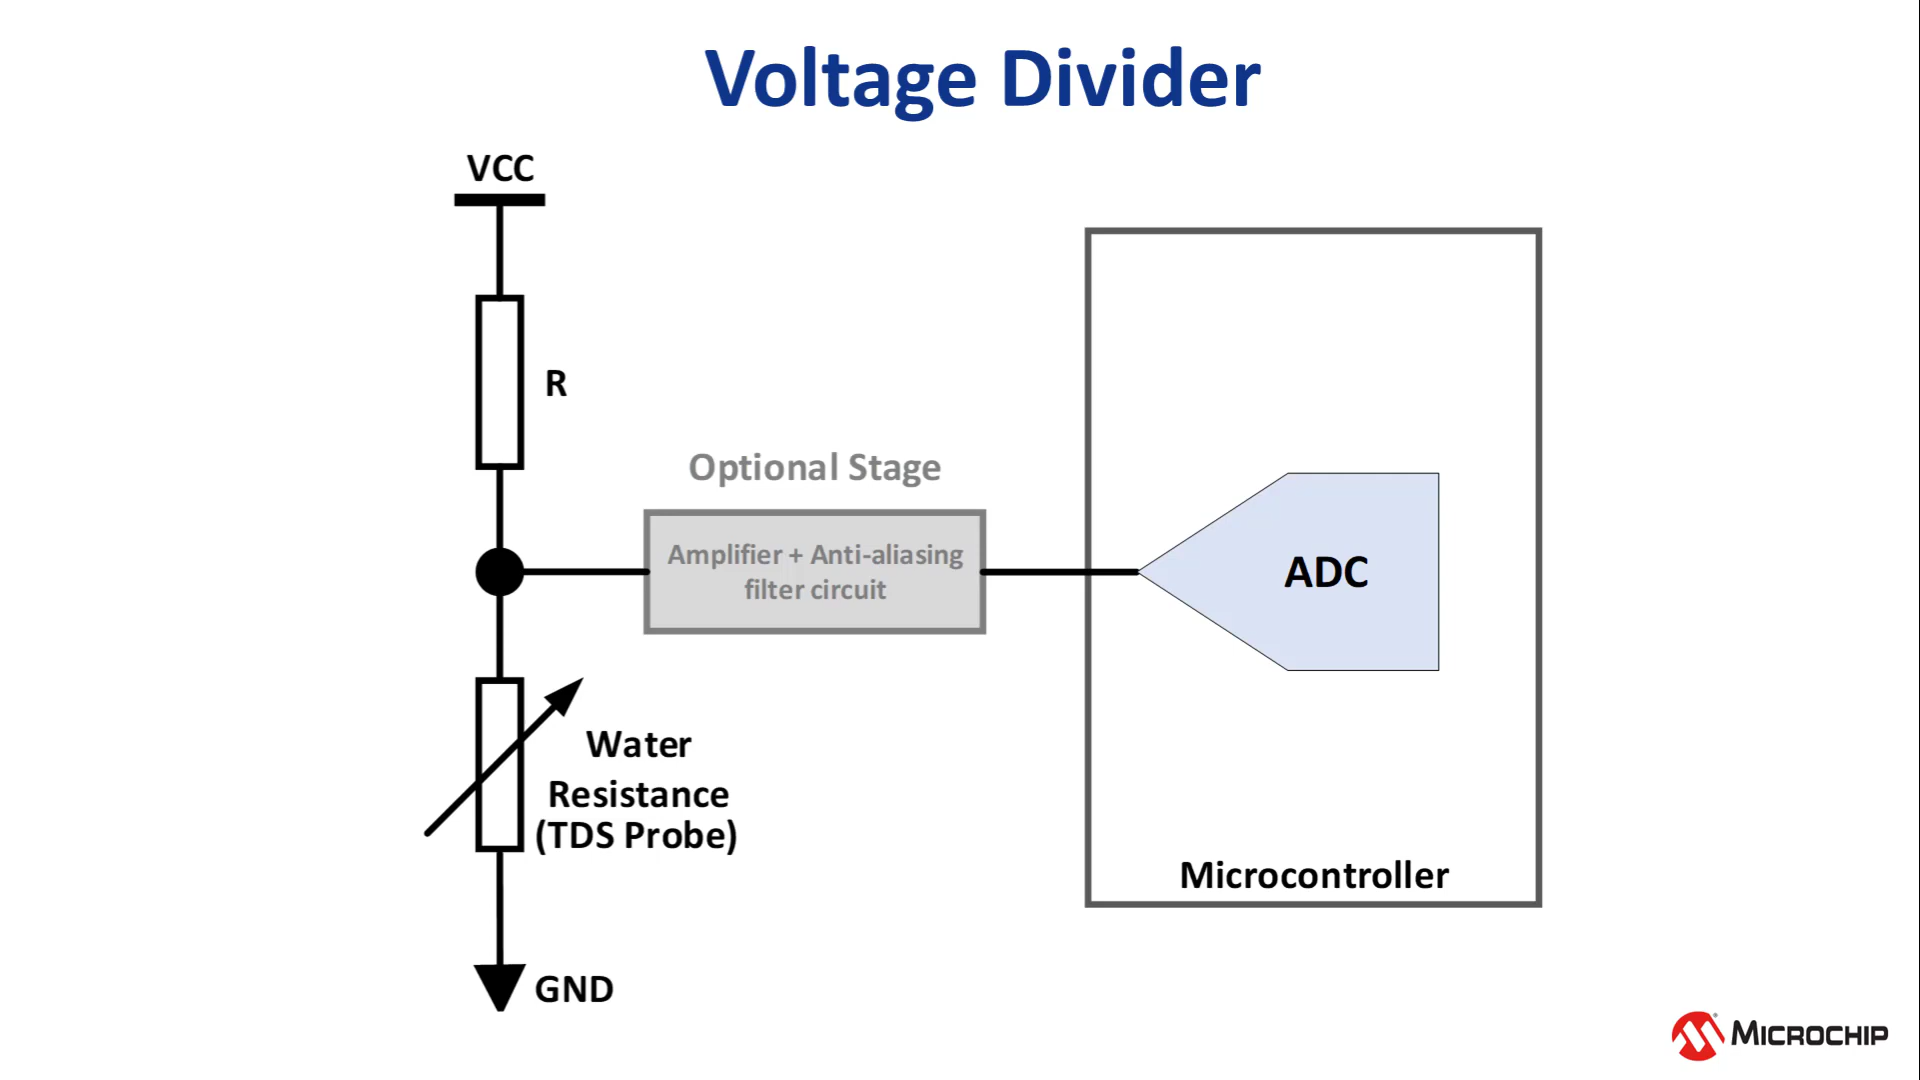 Voltage Divider
VCC
R
Optional Stage
Amplifier + Anti-aliasing
filter circuit
ADC
Water
Resistance
(TDS Probe)
Microcontroller
GND
MICROCHIP